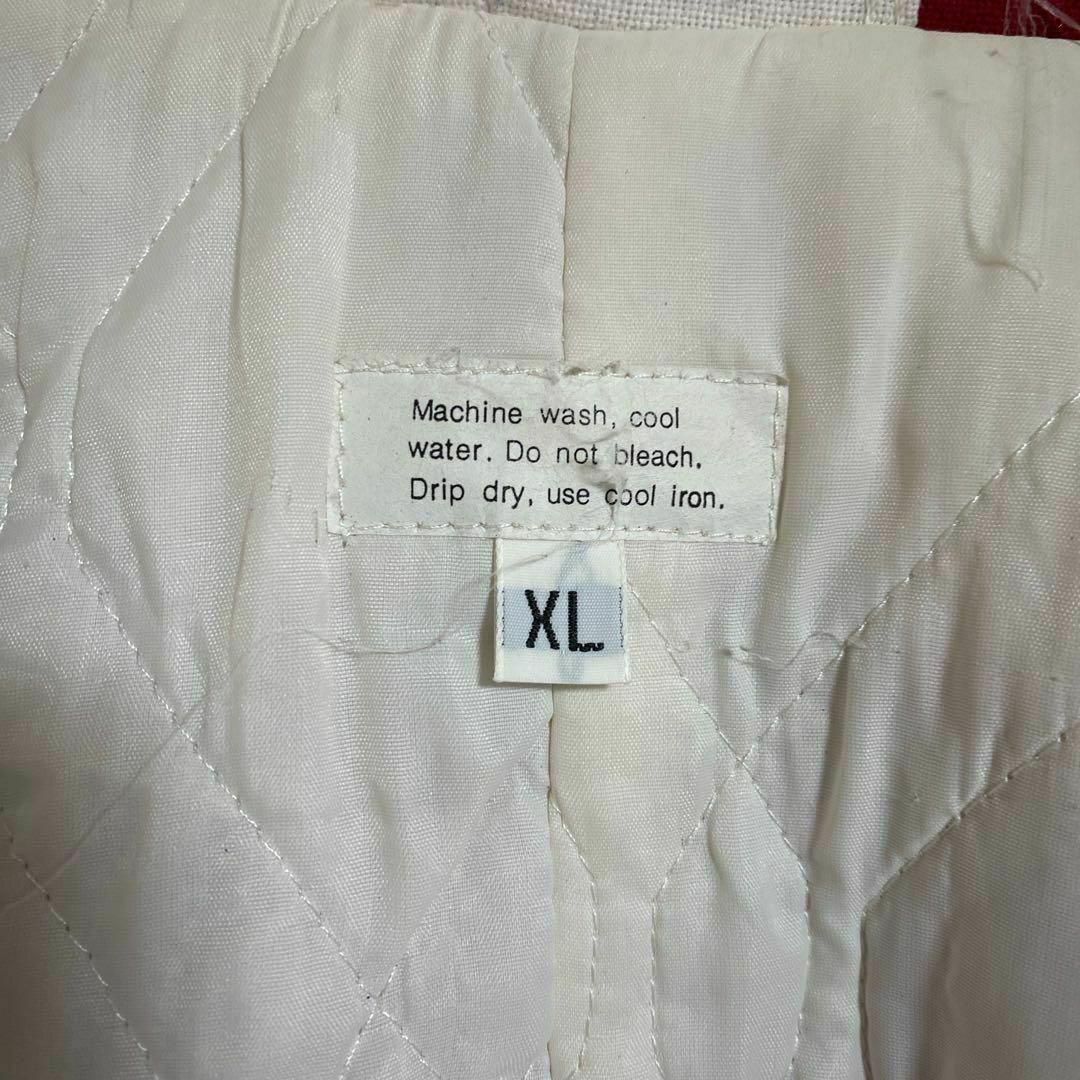 Machine wash, cool
water. Do not bleach.
Drip dry, use cool iron.
XL